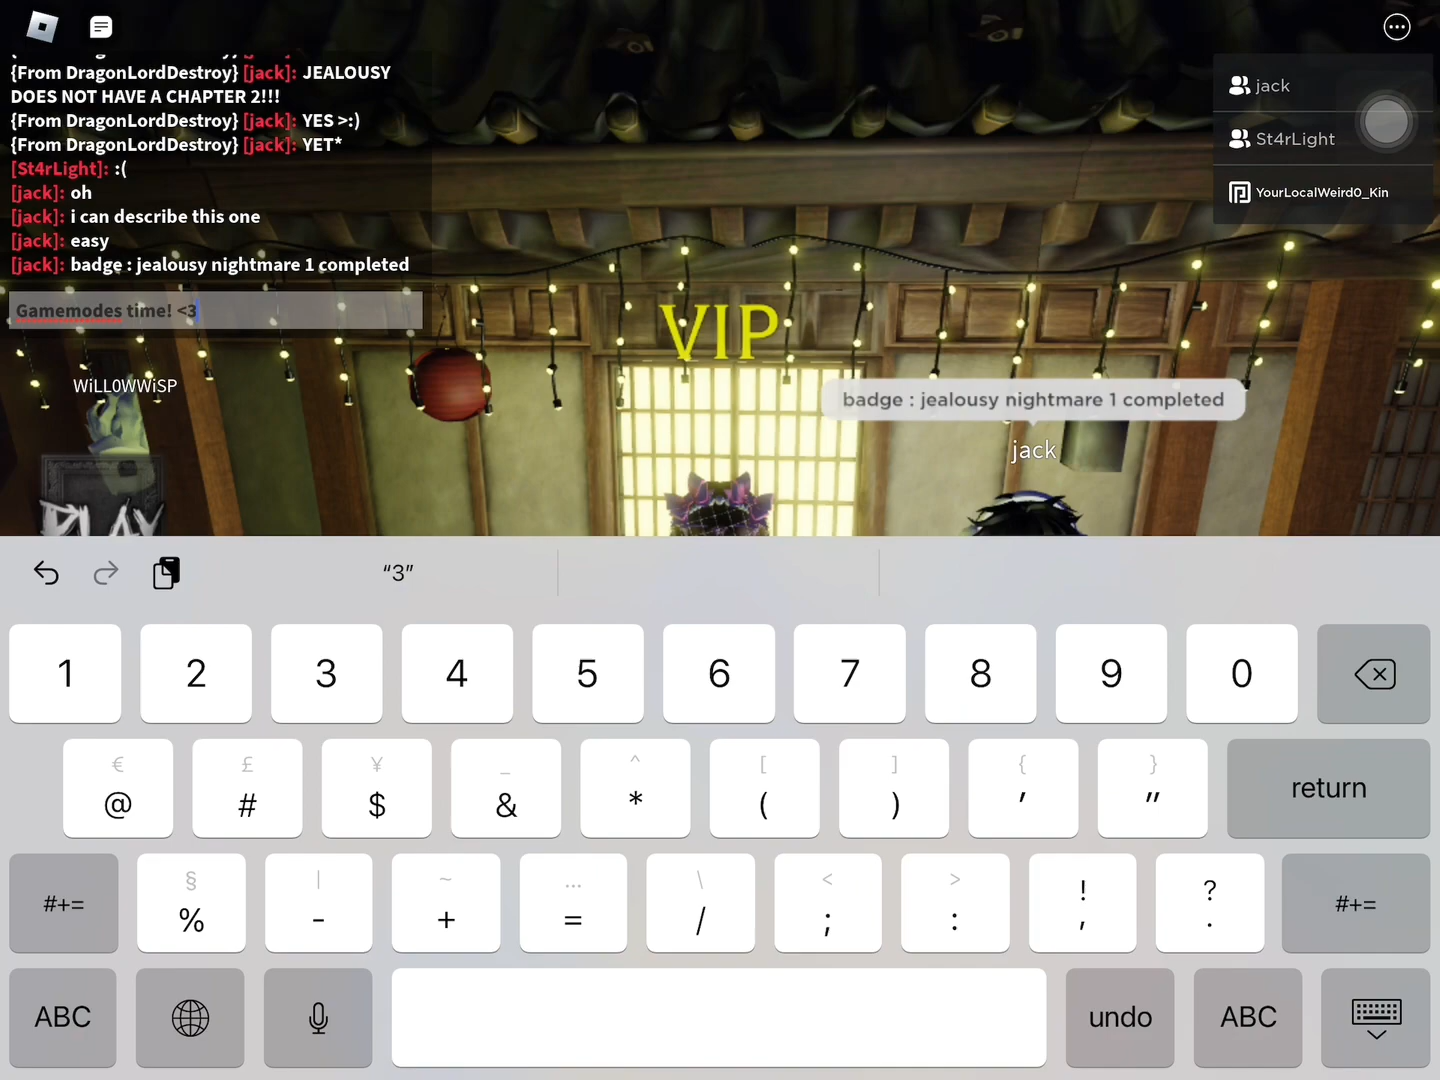 {From DragonLordDestroy} [jack]: JEALOUSY
DOES NOT HAVE A CHAPTER 2!!!
{From DragonLordDestroy} [jack]: YES >:)
{From DragonLordDestroy} [jack]: YET*
[St4rLight]: :(
[jack]: oh
[jack]: i can describe this one
[jack]: easy
[jack]: badge : jealousy nightmare 1 completed
Gamemodes time! <3
jack
St4rLight
YourLocalWeird0_Kin
VIP
WiLL0WWiSP
badge : jealousy nightmare 1 completed
jack
PLAY
“3”
1 2 3 4 5 6 7 8 9 0
€ £ ¥ _ ^ [ ] { }
@ # $ & * ( ) ' "
return
§ | ~ … \ < > ! ?
#+= % - + = / ; : , . #+=
ABC undo ABC